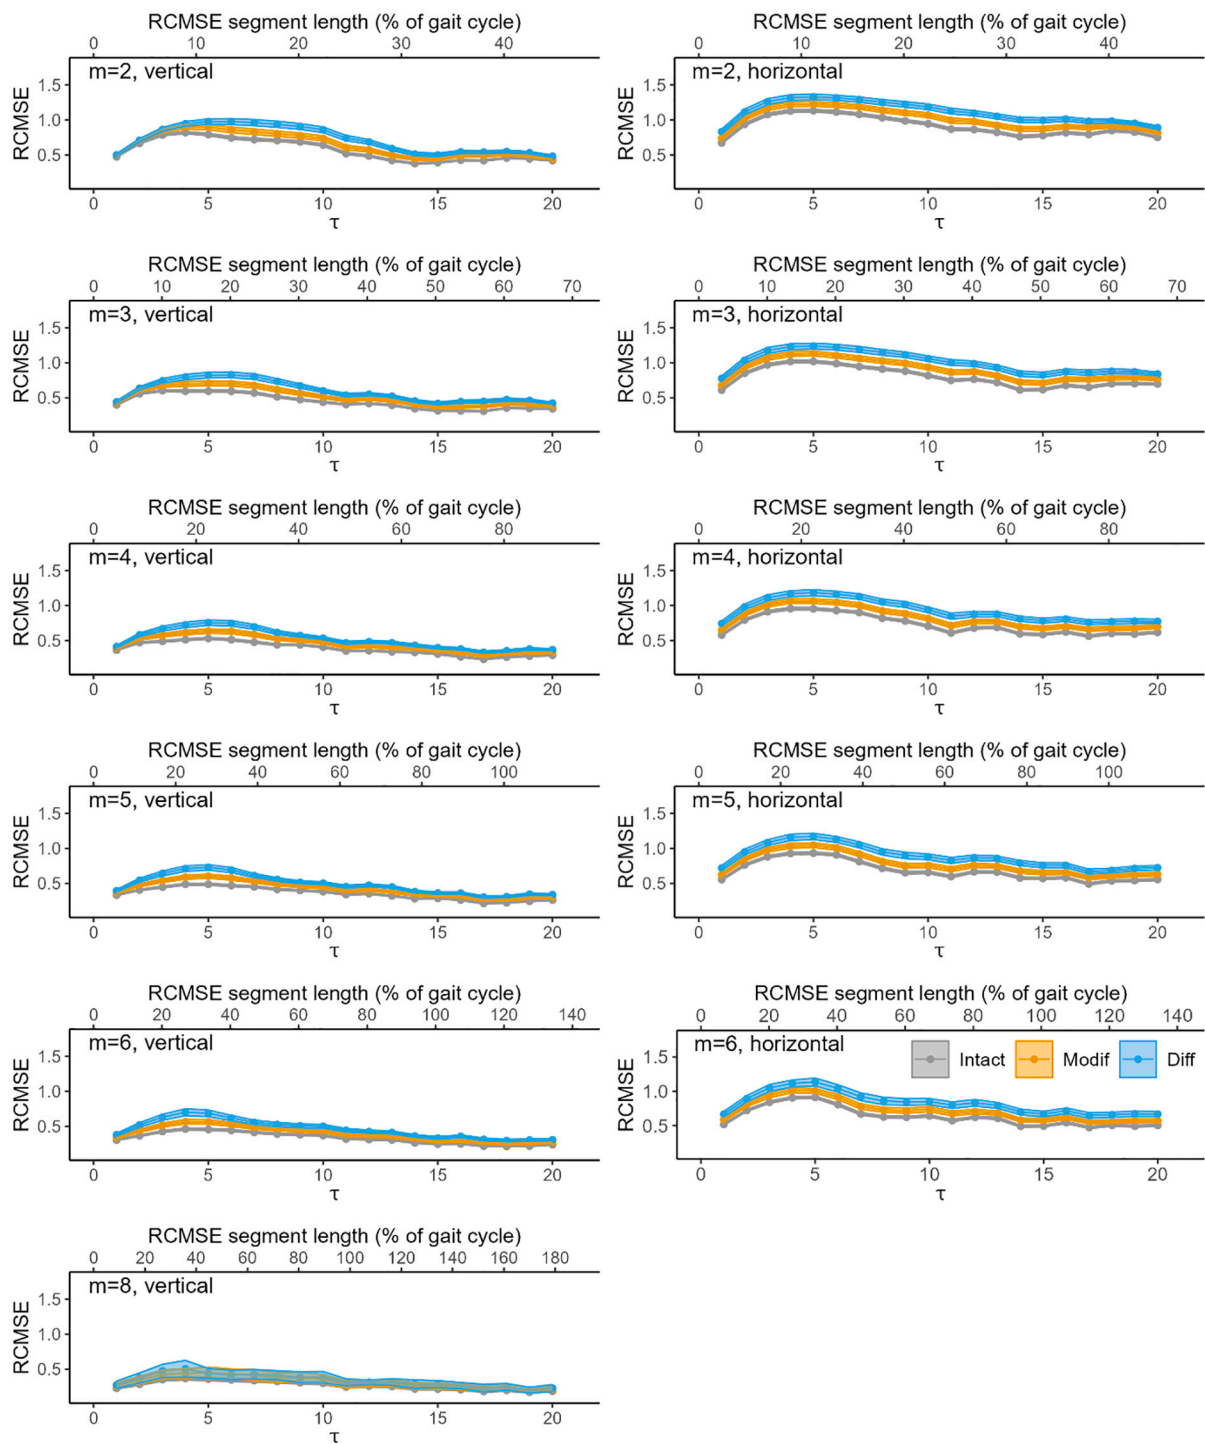 RCMSE segment length (% of gait cycle)
0 10 20 30 40
m=2, vertical
RCMSE
1.5
1.0
0.5
0 5 10 15 20
τ
RCMSE segment length (% of gait cycle)
0 10 20 30 40
m=2, horizontal
RCMSE
1.5
1.0
0.5
0 5 10 15 20
τ
RCMSE segment length (% of gait cycle)
0 10 20 30 40 50 60 70
m=3, vertical
RCMSE
1.5
1.0
0.5
0 5 10 15 20
τ
RCMSE segment length (% of gait cycle)
0 10 20 30 40 50 60 70
m=3, horizontal
RCMSE
1.5
1.0
0.5
0 5 10 15 20
τ
RCMSE segment length (% of gait cycle)
0 20 40 60 80
m=4, vertical
RCMSE
1.5
1.0
0.5
0 5 10 15 20
τ
RCMSE segment length (% of gait cycle)
0 20 40 60 80
m=4, horizontal
RCMSE
1.5
1.0
0.5
0 5 10 15 20
τ
RCMSE segment length (% of gait cycle)
0 20 40 60 80 100
m=5, vertical
RCMSE
1.5
1.0
0.5
0 5 10 15 20
τ
RCMSE segment length (% of gait cycle)
0 20 40 60 80 100
m=5, horizontal
RCMSE
1.5
1.0
0.5
0 5 10 15 20
τ
RCMSE segment length (% of gait cycle)
0 20 40 60 80 100 120 140
m=6, vertical
RCMSE
1.5
1.0
0.5
0 5 10 15 20
τ
RCMSE segment length (% of gait cycle)
0 20 40 60 80 100 120 140
m=6, horizontal
Intact Modif Diff
RCMSE
1.5
1.0
0.5
0 5 10 15 20
τ
RCMSE segment length (% of gait cycle)
0 20 40 60 80 100 120 140 160 180
m=8, vertical
RCMSE
1.5
1.0
0.5
0 5 10 15 20
τ